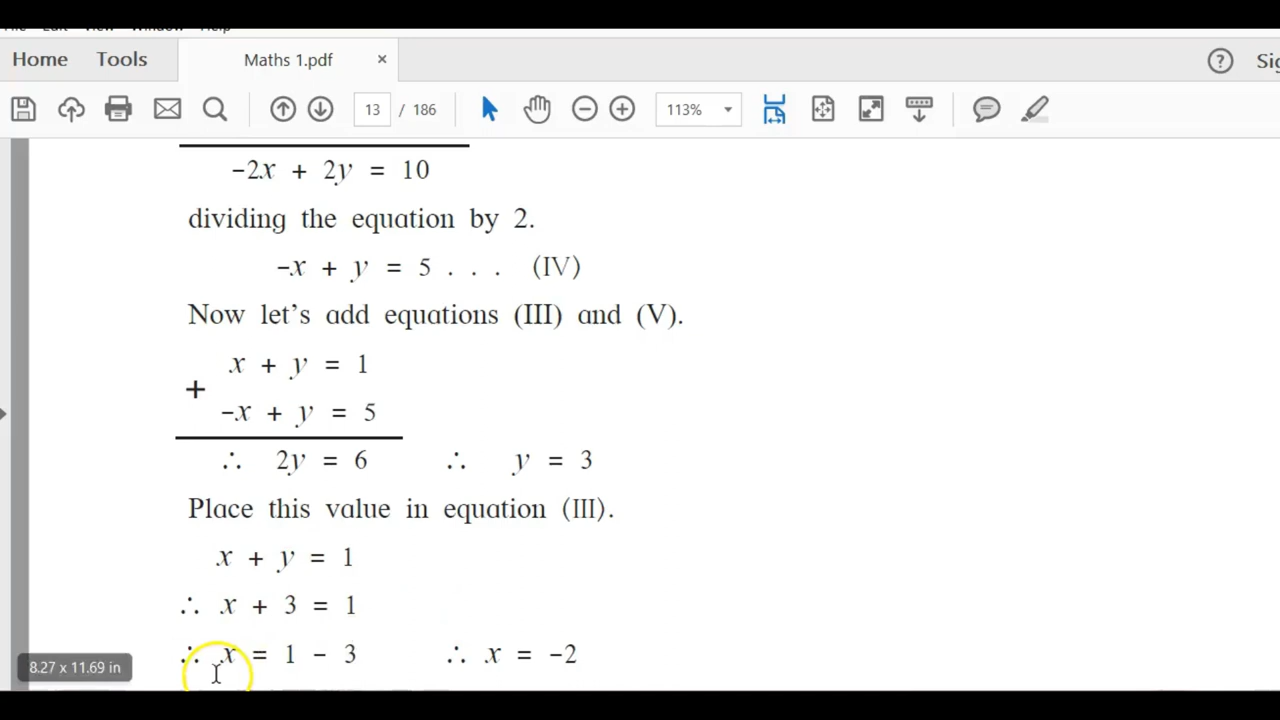 Home Tools Maths 1.pdf × ? Sig
13 / 186 113%
-2x + 2y = 10
dividing the equation by 2.
-x + y = 5 . . . (IV)
Now let's add equations (III) and (V).
x + y = 1
+
-x + y = 5
∴ 2y = 6 ∴ y = 3
Place this value in equation (III).
x + y = 1
∴ x + 3 = 1
∴ x = 1 - 3 ∴ x = -2
8.27 x 11.69 in